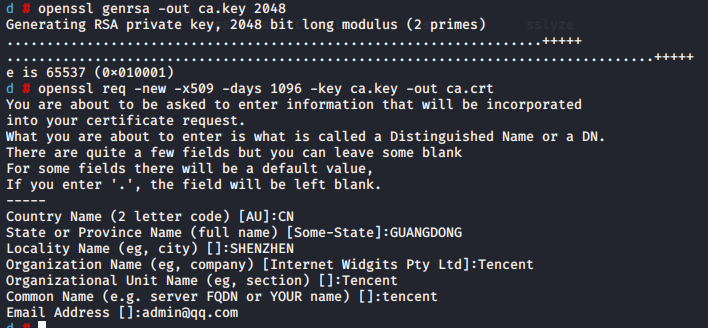 d # openssl genrsa -out ca.key 2048
Generating RSA private key, 2048 bit long modulus (2 primes)
sslyze
...................................................................+++++
.................................................................................+++++
e is 65537 (0x010001)
d # openssl req -new -x509 -days 1096 -key ca.key -out ca.crt
You are about to be asked to enter information that will be incorporated
into your certificate request.
What you are about to enter is what is called a Distinguished Name or a DN.
There are quite a few fields but you can leave some blank
For some fields there will be a default value,
If you enter '.', the field will be left blank.
-----
Country Name (2 letter code) [AU]:CN
State or Province Name (full name) [Some-State]:GUANGDONG
Locality Name (eg, city) []:SHENZHEN
Organization Name (eg, company) [Internet Widgits Pty Ltd]:Tencent
Organizational Unit Name (eg, section) []:Tencent
Common Name (e.g. server FQDN or YOUR name) []:tencent
Email Address []:admin@qq.com
d #